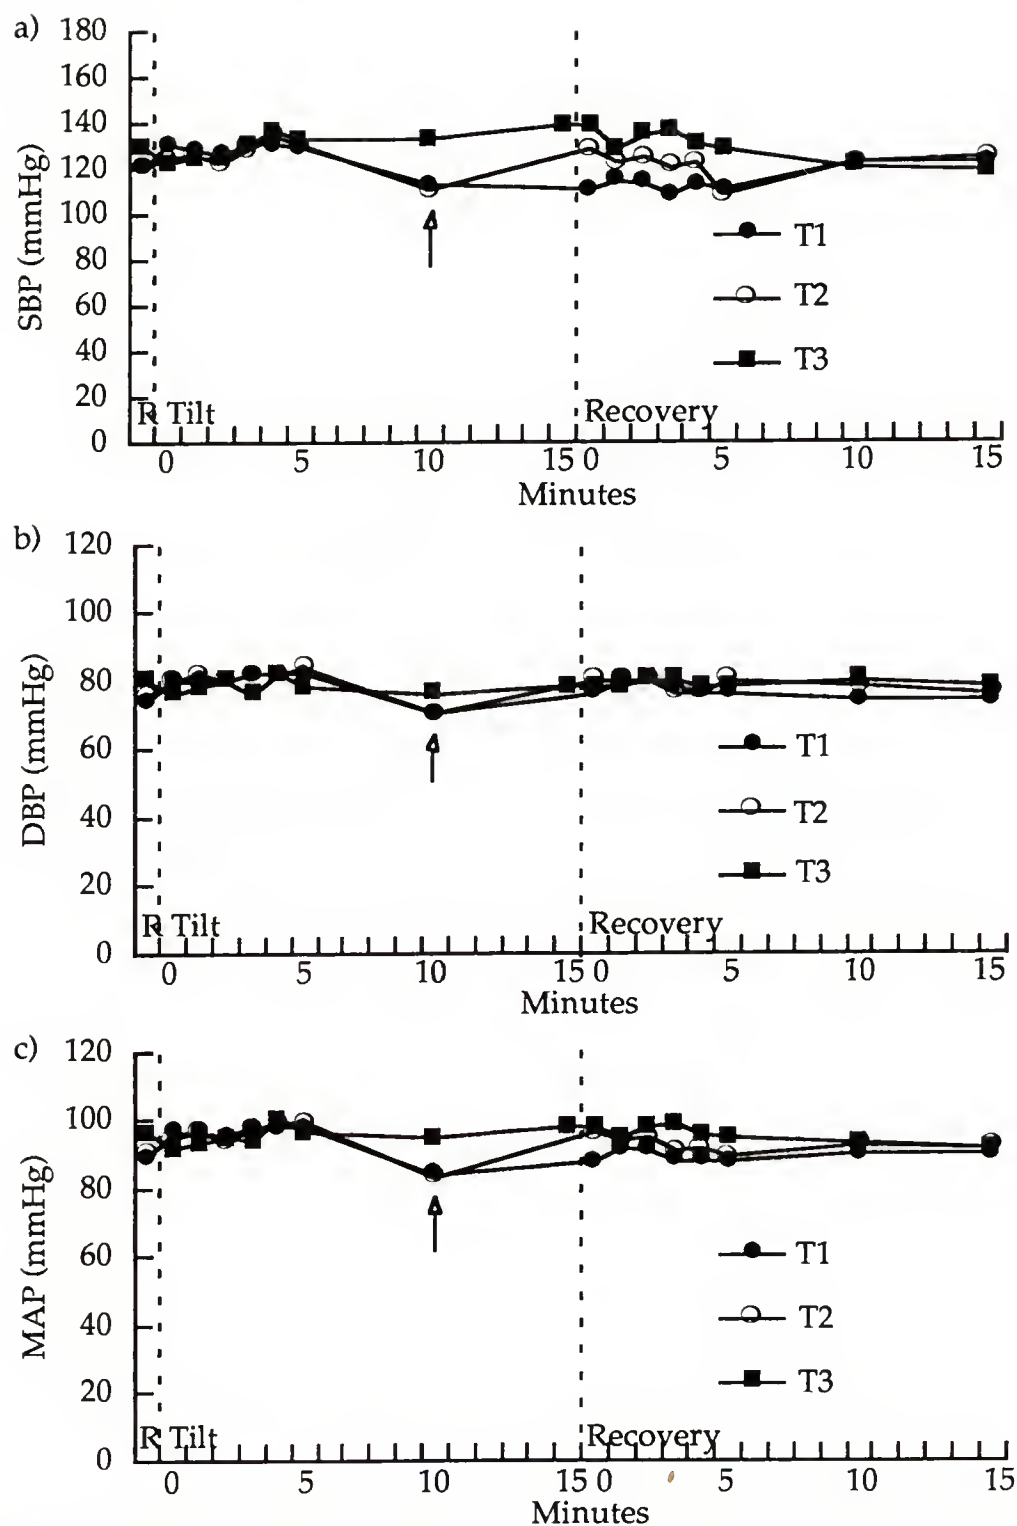 a)
180
160
140
120
100
80
60
40
20
0
SBP (mmHg)
R Tilt
Recovery
T1
T2
T3
0 5 10 15 0 5 10 15
Minutes
b)
120
100
80
60
40
20
0
DBP (mmHg)
R Tilt
Recovery
T1
T2
T3
0 5 10 15 0 5 10 15
Minutes
c)
120
100
80
60
40
20
0
MAP (mmHg)
R Tilt
Recovery
T1
T2
T3
0 5 10 15 0 5 10 15
Minutes